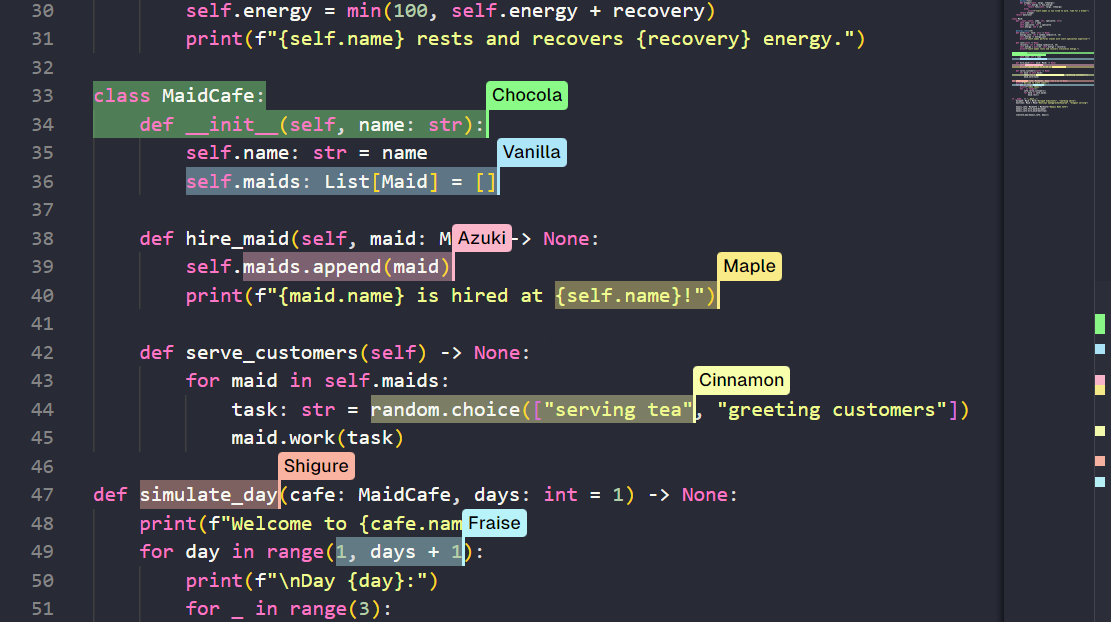 30 self.energy = min(100, self.energy + recovery)
31 print(f"{self.name} rests and recovers {recovery} energy.")
32
33 class MaidCafe:
Chocola
34 def __init__(self, name: str):
35 self.name: str = name
Vanilla
36 self.maids: List[Maid] = []
37
38 def hire_maid(self, maid: M
Azuki
-> None:
39 self.maids.append(maid)
Maple
40 print(f"{maid.name} is hired at {self.name}!")
41
42 def serve_customers(self) -> None:
43 for maid in self.maids:
Cinnamon
44 task: str = random.choice(["serving tea", "greeting customers"])
45 maid.work(task)
46
Shigure
47 def simulate_day(cafe: MaidCafe, days: int = 1) -> None:
48 print(f"Welcome to {cafe.nam
Fraise
49 for day in range(1, days + 1):
50 print(f"\nDay {day}:")
51 for _ in range(3):